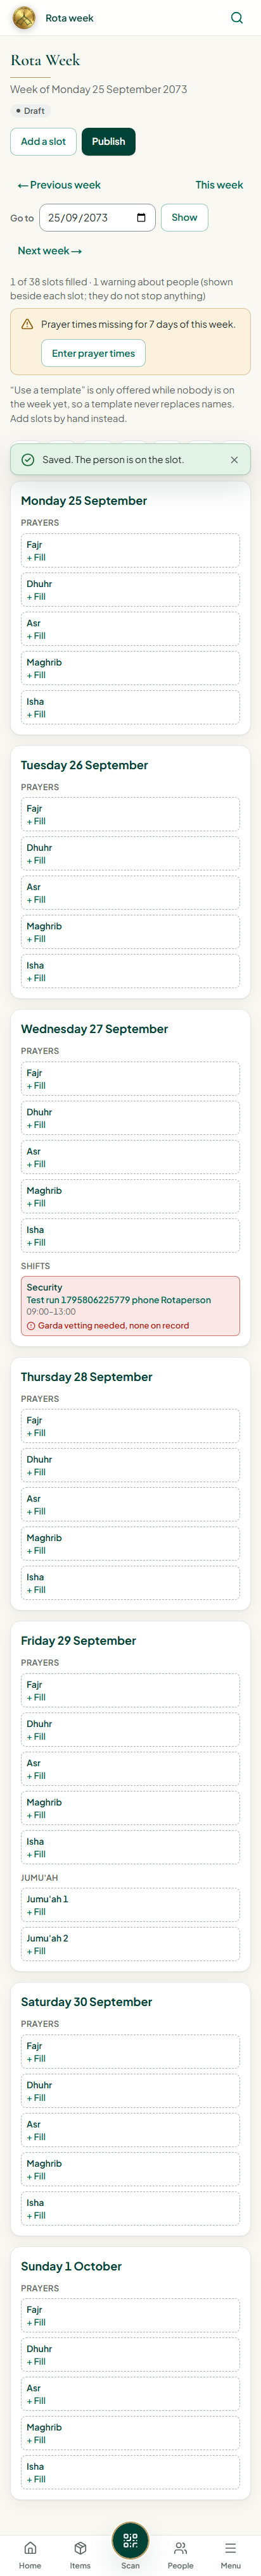 Rota week
Rota Week
Week of Monday 25 September 2073
Draft
Add a slot
Publish
← Previous week
This week
Go to
25/09/2073
Show
Next week →
1 of 38 slots filled · 1 warning about people (shown
beside each slot; they do not stop anything)
Prayer times missing for 7 days of this week.
Enter prayer times
"Use a template" is only offered while nobody is on
the week yet, so a template never replaces names.
Add slots by hand instead.
Saved. The person is on the slot.
Monday 25 September
PRAYERS
Fajr
+ Fill
Dhuhr
+ Fill
Asr
+ Fill
Maghrib
+ Fill
Isha
+ Fill
Tuesday 26 September
PRAYERS
Fajr
+ Fill
Dhuhr
+ Fill
Asr
+ Fill
Maghrib
+ Fill
Isha
+ Fill
Wednesday 27 September
PRAYERS
Fajr
+ Fill
Dhuhr
+ Fill
Asr
+ Fill
Maghrib
+ Fill
Isha
+ Fill
SHIFTS
Security
Test run 1795806225779 phone Rotaperson
09:00–13:00
Garda vetting needed, none on record
Thursday 28 September
PRAYERS
Fajr
+ Fill
Dhuhr
+ Fill
Asr
+ Fill
Maghrib
+ Fill
Isha
+ Fill
Friday 29 September
PRAYERS
Fajr
+ Fill
Dhuhr
+ Fill
Asr
+ Fill
Maghrib
+ Fill
Isha
+ Fill
JUMU'AH
Jumu'ah 1
+ Fill
Jumu'ah 2
+ Fill
Saturday 30 September
PRAYERS
Fajr
+ Fill
Dhuhr
+ Fill
Asr
+ Fill
Maghrib
+ Fill
Isha
+ Fill
Sunday 1 October
PRAYERS
Fajr
+ Fill
Dhuhr
+ Fill
Asr
+ Fill
Maghrib
+ Fill
Isha
+ Fill
Home
Items
Scan
People
Menu